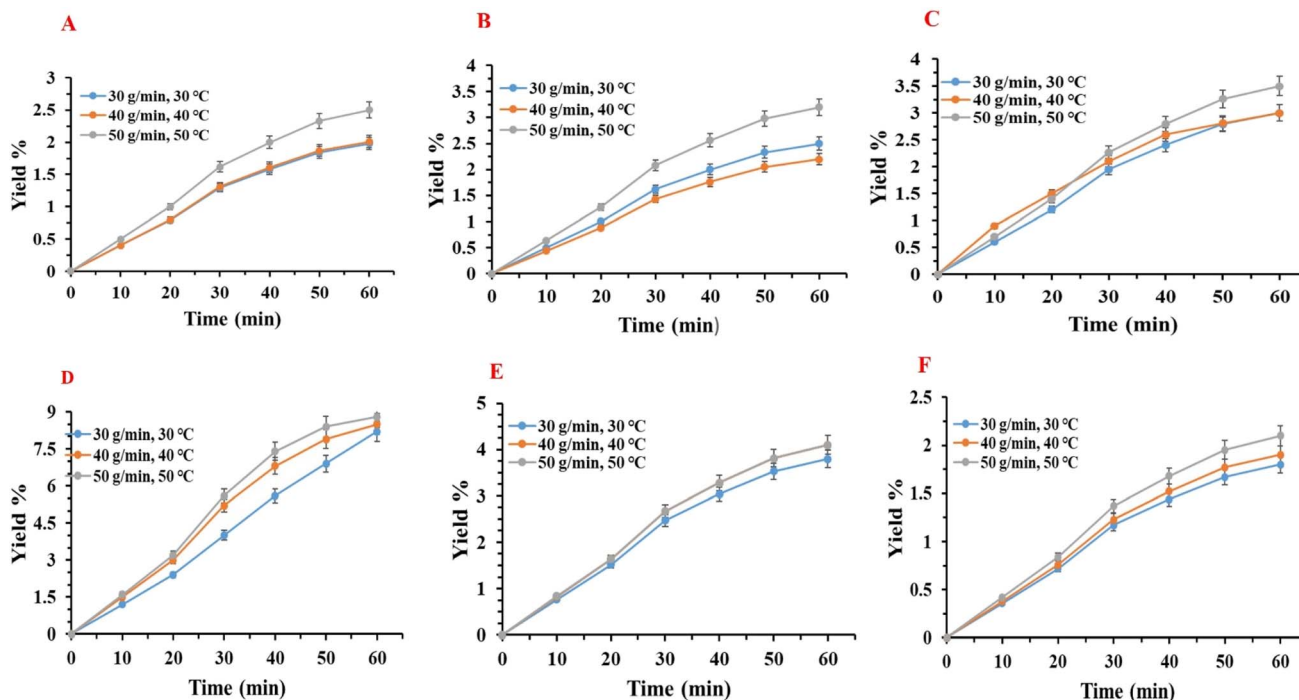 A
3
2.5
2
1.5
1
0.5
0
Yield %
30 g/min, 30 °C
40 g/min, 40 °C
50 g/min, 50 °C
0 10 20 30 40 50 60
Time (min)
B
4
3.5
3
2.5
2
1.5
1
0.5
0
Yield %
30 g/min, 30 °C
40 g/min, 40 °C
50 g/min, 50 °C
0 10 20 30 40 50 60
Time (min)
C
4
3.5
3
2.5
2
1.5
1
0.5
0
Yield %
30 g/min, 30 °C
40 g/min, 40 °C
50 g/min, 50 °C
0 10 20 30 40 50 60
Time (min)
D
9
7.5
6
4.5
3
1.5
0
Yield %
30 g/min, 30 °C
40 g/min, 40 °C
50 g/min, 50 °C
0 10 20 30 40 50 60
Time (min)
E
5
4
3
2
1
0
Yield %
30 g/min, 30 °C
40 g/min, 40 °C
50 g/min, 50 °C
0 10 20 30 40 50 60
Time (min)
F
2.5
2
1.5
1
0.5
0
Yield %
30 g/min, 30 °C
40 g/min, 40 °C
50 g/min, 50 °C
0 10 20 30 40 50 60
Time (min)